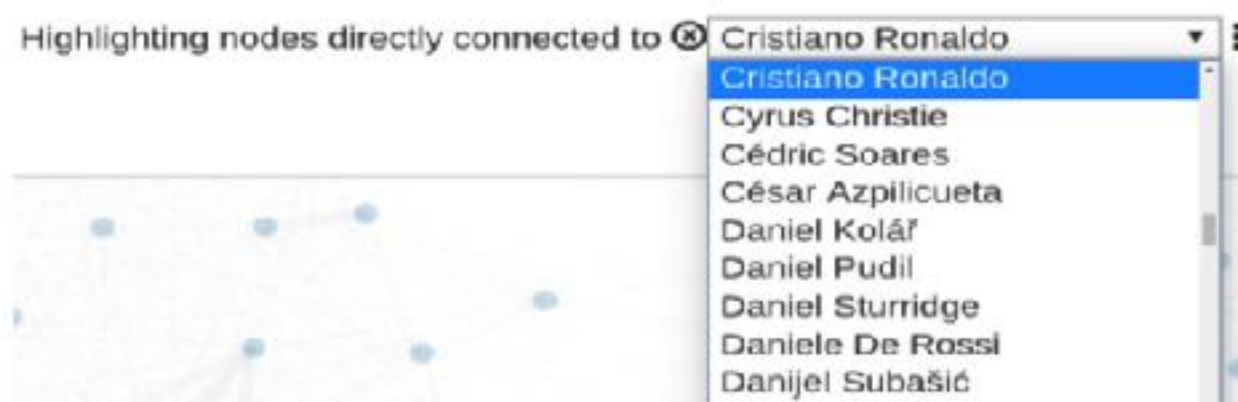 Highlighting nodes directly connected to Cristiano Ronaldo
Cristiano Ronaldo
Cyrus Christie
Cédric Soares
César Azpilicueta
Daniel Kolář
Daniel Pudil
Daniel Sturridge
Daniele De Rossi
Danijel Subašić